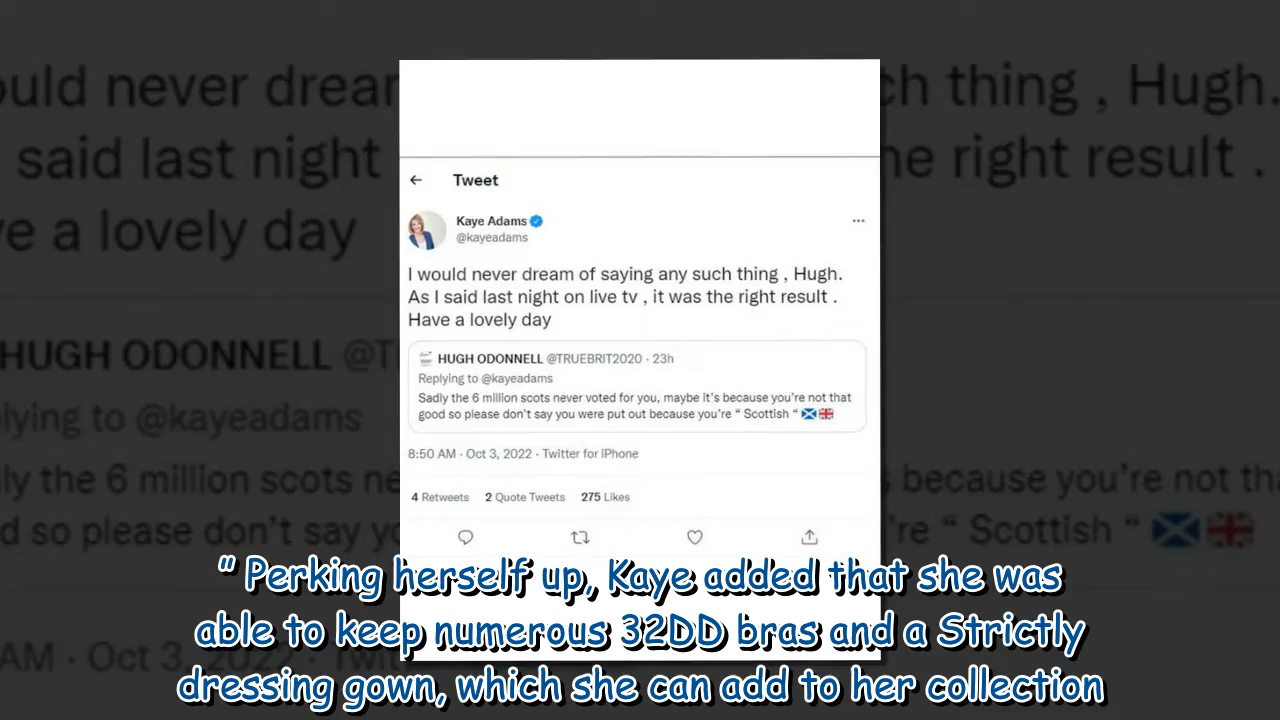 Tweet
Kaye Adams
@kayeadams
I would never dream of saying any such thing , Hugh.
As I said last night on live tv , it was the right result .
Have a lovely day
HUGH ODONNELL @TRUEBRIT2020 · 23h
Replying to @kayeadams
Sadly the 6 million scots never voted for you, maybe it's because you're not that
good so please don't say you were put out because you're “ Scottish “ 🏴󠁧󠁢󠁳󠁣󠁴󠁿🇬🇧
8:50 AM · Oct 3, 2022 · Twitter for iPhone
4 Retweets 2 Quote Tweets 275 Likes
" Perking herself up, Kaye added that she was
able to keep numerous 32DD bras and a Strictly
dressing gown, which she can add to her collection